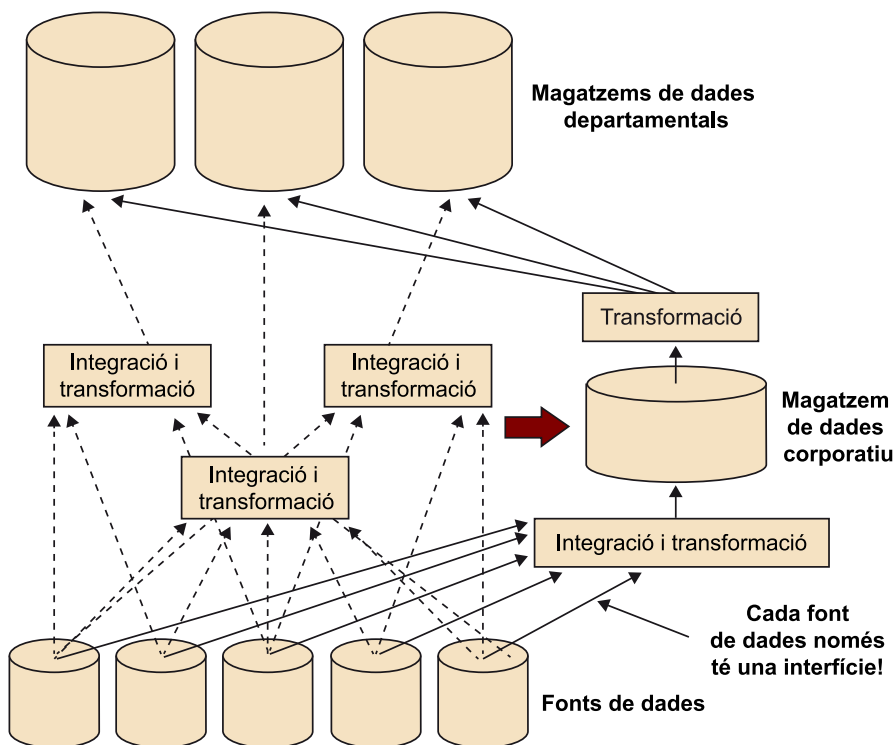 Magatzems de dades
departamentals
Transformació
Integració i
transformació
Integració i
transformació
Magatzem
de dades
corporatiu
Integració i
transformació
Integració i transformació
Cada font
de dades només
té una interfície!
Fonts de dades